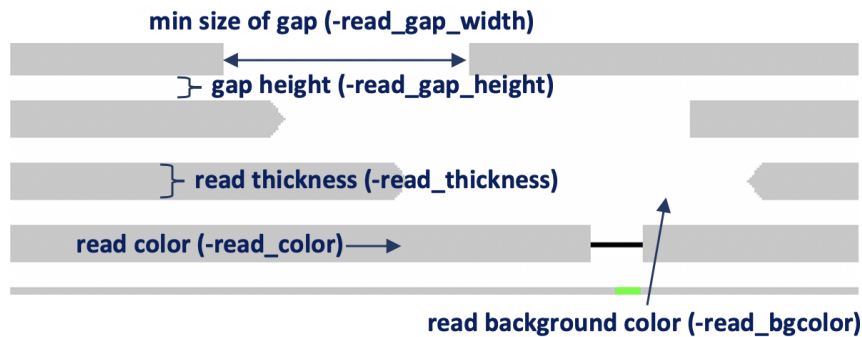 min size of gap (-read_gap_width)
gap height (-read_gap_height)
read thickness (-read_thickness)
read color (-read_color)
read background color (-read_bgcolor)